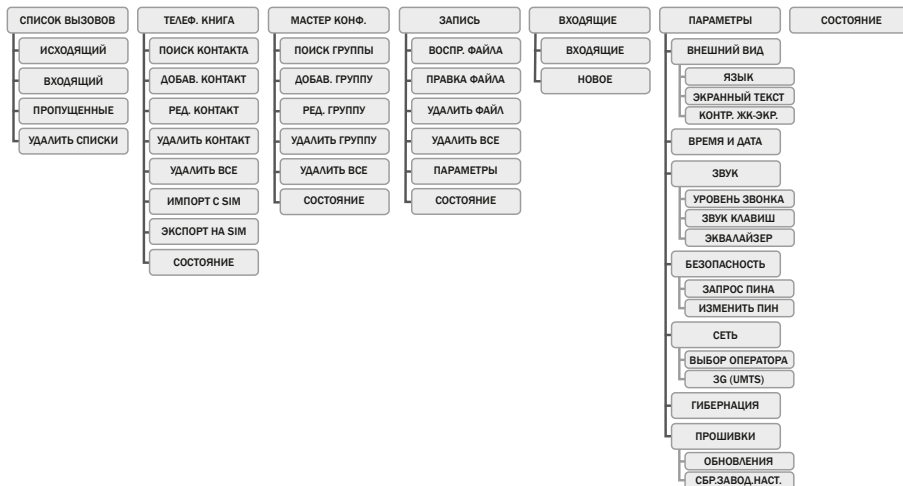 СПИСОК ВЫЗОВОВ
ИСХОДЯЩИЙ
ВХОДЯЩИЙ
ПРОПУЩЕННЫЕ
УДАЛИТЬ СПИСКИ
ТЕЛЕФ. КНИГА
ПОИСК КОНТАКТА
ДОБАВ. КОНТАКТ
РЕД. КОНТАКТ
УДАЛИТЬ КОНТАКТ
УДАЛИТЬ ВСЕ
ИМПОРТ С SIM
ЭКСПОРТ НА SIM
СОСТОЯНИЕ
МАСТЕР КОНФ.
ПОИСК ГРУППЫ
ДОБАВ. ГРУППУ
РЕД. ГРУППУ
УДАЛИТЬ ГРУППУ
УДАЛИТЬ ВСЕ
СОСТОЯНИЕ
ЗАПИСЬ
ВОСПР. ФАЙЛА
ПРАВКА ФАЙЛА
УДАЛИТЬ ФАЙЛ
УДАЛИТЬ ВСЕ
ПАРАМЕТРЫ
СОСТОЯНИЕ
ВХОДЯЩИЕ
ВХОДЯЩИЕ
НОВОЕ
ПАРАМЕТРЫ
ВНЕШНИЙ ВИД
ЯЗЫК
ЭКРАННЫЙ ТЕКСТ
КОНТР. ЖК-ЭКР.
ВРЕМЯ И ДАТА
ЗВУК
УРОВЕНЬ ЗВОНКА
ЗВУК КЛАВИШ
ЭКВАЛАЙЗЕР
БЕЗОПАСНОСТЬ
ЗАПРОС ПИНА
ИЗМЕНИТЬ ПИН
СЕТЬ
ВЫБОР ОПЕРАТОРА
3G (UMTS)
ГИБЕРНАЦИЯ
ПРОШИВКИ
ОБНОВЛЕНИЯ
СБР.ЗАВОД.НАСТ.
СОСТОЯНИЕ